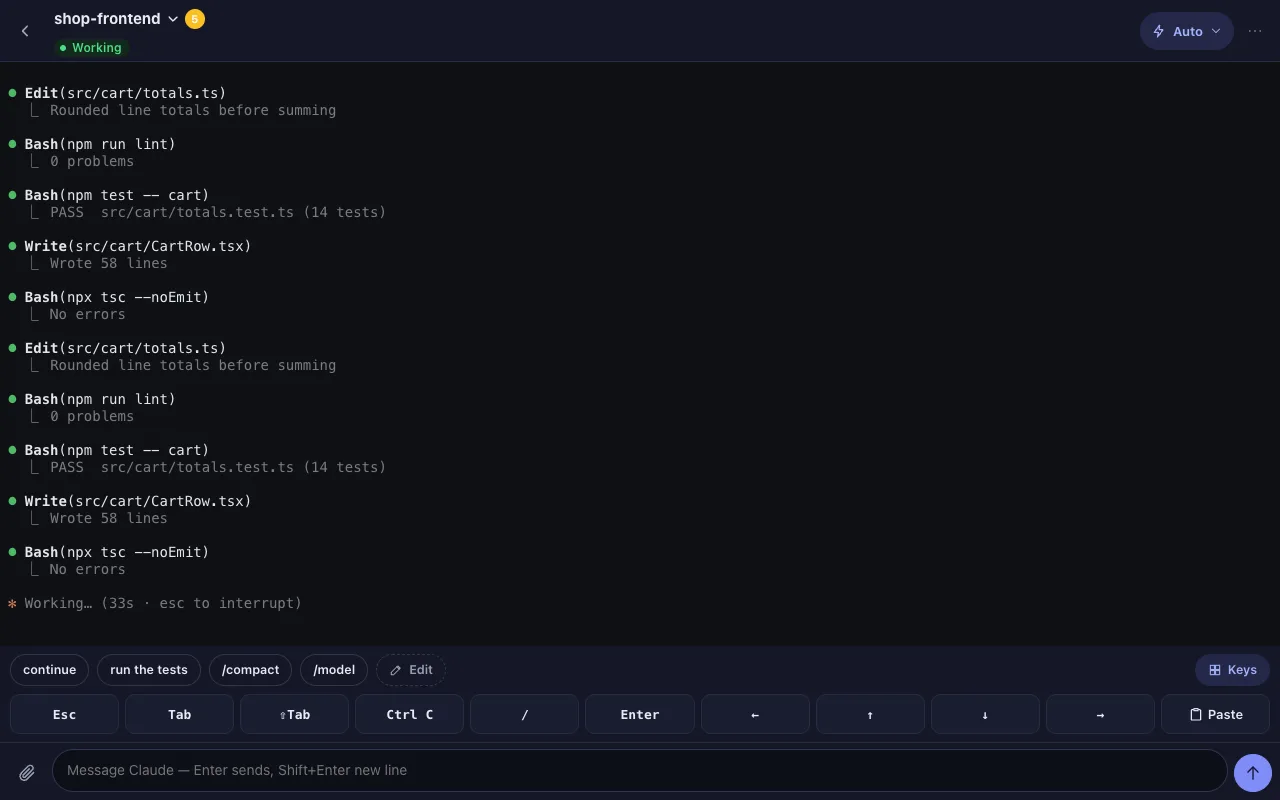 shop-frontend 5
Working
Auto
Edit(src/cart/totals.ts)
Rounded line totals before summing
Bash(npm run lint)
0 problems
Bash(npm test -- cart)
PASS  src/cart/totals.test.ts (14 tests)
Write(src/cart/CartRow.tsx)
Wrote 58 lines
Bash(npx tsc --noEmit)
No errors
Edit(src/cart/totals.ts)
Rounded line totals before summing
Bash(npm run lint)
0 problems
Bash(npm test -- cart)
PASS  src/cart/totals.test.ts (14 tests)
Write(src/cart/CartRow.tsx)
Wrote 58 lines
Bash(npx tsc --noEmit)
No errors
✻ Working… (33s · esc to interrupt)
continue run the tests /compact /model Edit Keys
Esc Tab ⇧Tab Ctrl C / Enter ← ↑ ↓ → Paste
Message Claude — Enter sends, Shift+Enter new line